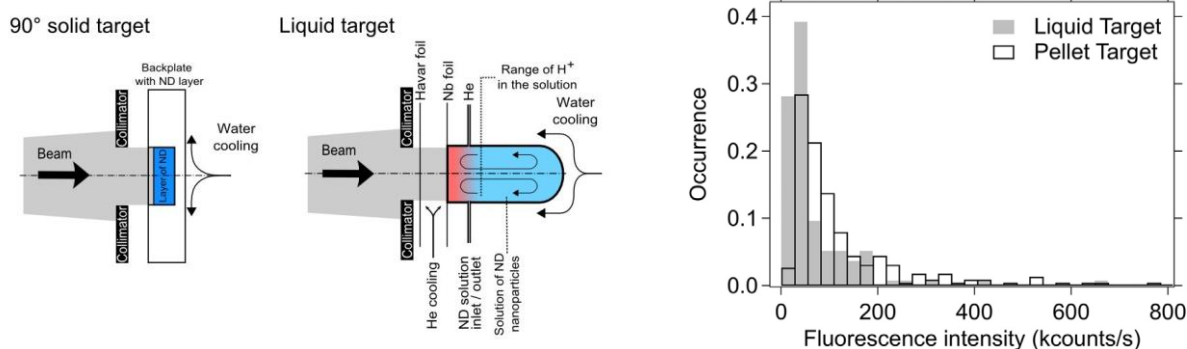 90° solid target
Backplate
with ND layer
Collimator
Beam
Layer of ND
Water
cooling
Collimator
Liquid target
Havar foil
Nb foil
He
Range of H+
in the solution
Collimator
Water
cooling
Beam
Collimator
He cooling
ND solution
inlet / outlet
Solution of ND
nanoparticles
0.4
0.3
0.2
0.1
0.0
Occurrence
Liquid Target
Pellet Target
0
200
400
600
800
Fluorescence intensity (kcounts/s)